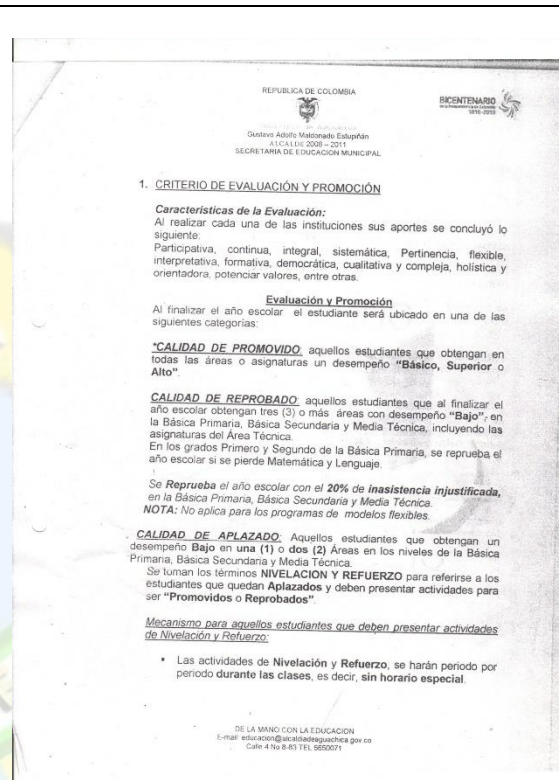 REPUBLICA DE COLOMBIA
BICENTENARIO
1810-2010
Gustavo Adolfo Maldonado Estupiñán
ALCALDE 2008 – 2011
SECRETARIA DE EDUCACION MUNICIPAL
1. CRITERIO DE EVALUACIÓN Y PROMOCIÓN
Características de la Evaluación:
Al realizar cada una de las instituciones sus aportes se concluyó lo
siguiente:
Participativa, continua, integral, sistemática, Pertinencia, flexible,
interpretativa, formativa, democrática, cualitativa y compleja, holística y
orientadora, potenciar valores, entre otras.
Evaluación y Promoción
Al finalizar el año escolar el estudiante será ubicado en una de las
siguientes categorías:
*CALIDAD DE PROMOVIDO: aquellos estudiantes que obtengan en
todas las áreas o asignaturas un desempeño “Básico, Superior o
Alto”.
CALIDAD DE REPROBADO: aquellos estudiantes que al finalizar el
año escolar obtengan tres (3) o más áreas con desempeño “Bajo”, en
la Básica Primaria, Básica Secundaria y Media Técnica, incluyendo las
asignaturas del Área Técnica.
En los grados Primero y Segundo de la Básica Primaria, se reprueba el
año escolar si se pierde Matemática y Lenguaje.
Se Reprueba el año escolar con el 20% de inasistencia injustificada,
en la Básica Primaria, Básica Secundaria y Media Técnica.
NOTA: No aplica para los programas de modelos flexibles.
CALIDAD DE APLAZADO: Aquellos estudiantes que obtengan un
desempeño Bajo en una (1) o dos (2) Áreas en los niveles de la Básica
Primaria, Básica Secundaria y Media Técnica.
Se toman los términos NIVELACION Y REFUERZO para referirse a los
estudiantes que quedan Aplazados y deben presentar actividades para
ser “Promovidos o Reprobados”.
Mecanismo para aquellos estudiantes que deben presentar actividades
de Nivelación y Refuerzo:
▪ Las actividades de Nivelación y Refuerzo, se harán periodo por
periodo durante las clases, es decir, sin horario especial.
DE LA MANO CON LA EDUCACION
E-mail: educacion@alcaldiadeaguachica.gov.co
Calle 4 No 8-83 TEL 5650071